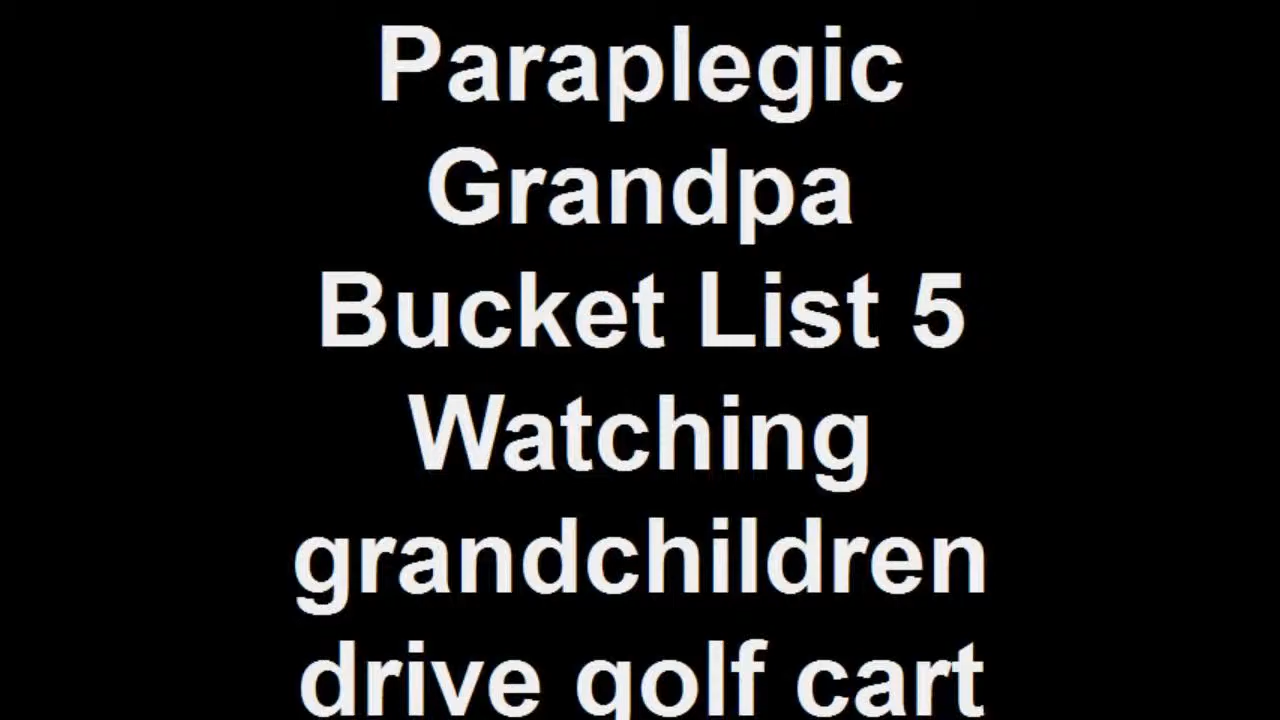 Paraplegic
Grandpa
Bucket List 5
Watching
grandchildren
drive golf cart